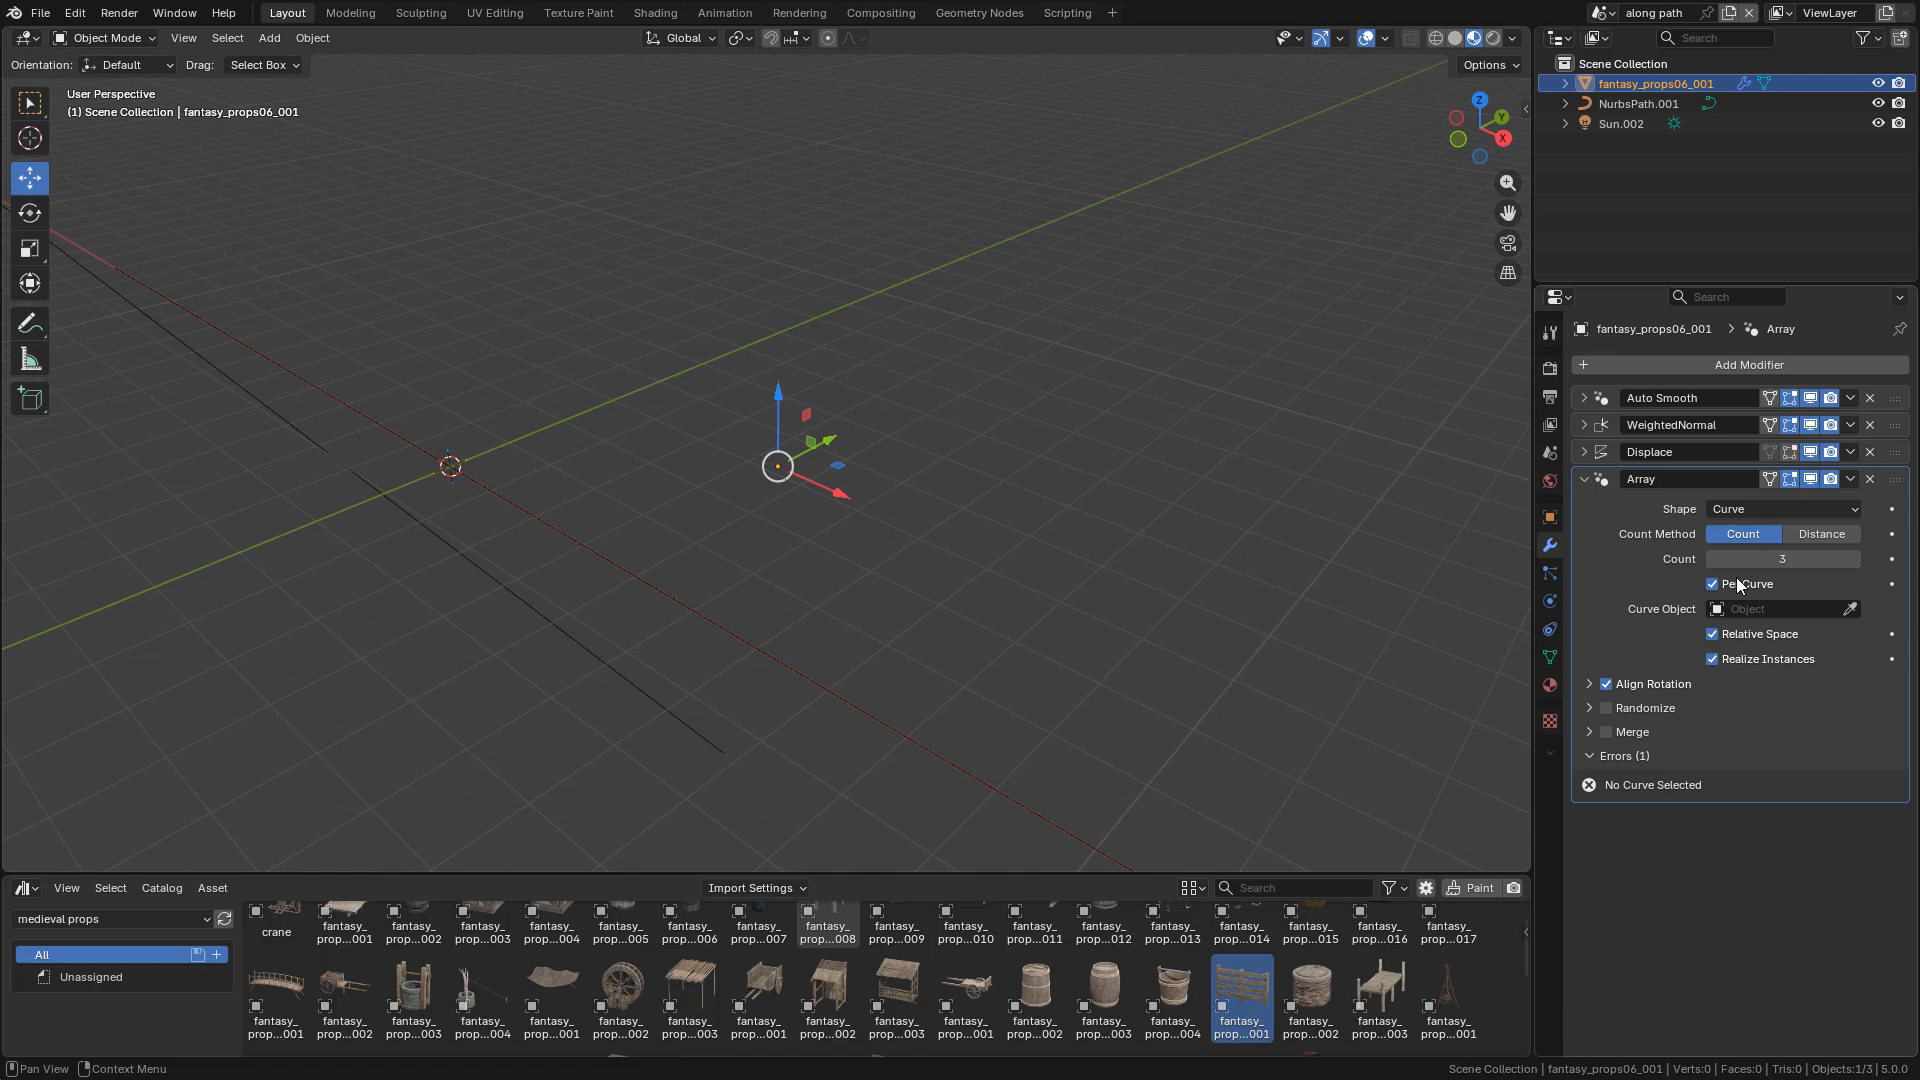 File Edit Render Window Help Layout Modeling Sculpting UV Editing Texture Paint Shading Animation Rendering Compositing Geometry Nodes Scripting along path ViewLayer
Object Mode View Select Add Object Global Search
Orientation: Default Drag: Select Box Options
User Perspective
(1) Scene Collection | fantasy_props06_001
Z
Y
X
Scene Collection
fantasy_props06_001
NurbsPath.001
Sun.002
Search
fantasy_props06_001 Array
Add Modifier
Auto Smooth
WeightedNormal
Displace
Array
Shape Curve
Count Method Count Distance
Count 3
Curve Object Object
Relative Space
Realize Instances
Align Rotation
Randomize
Merge
Errors (1)
No Curve Selected
View Select Catalog Asset Import Settings Search Paint
medieval props
All
Unassigned
crane
fantasy_ fantasy_ fantasy_ fantasy_ fantasy_ fantasy_ fantasy_ fantasy_ fantasy_ fantasy_ fantasy_ fantasy_ fantasy_ fantasy_ fantasy_ fantasy_ fantasy_
prop...001 prop...002 prop...003 prop...004 prop...005 prop...006 prop...007 prop...008 prop...009 prop...010 prop...011 prop...012 prop...013 prop...014 prop...015 prop...016 prop...017
fantasy_ fantasy_ fantasy_ fantasy_ fantasy_ fantasy_ fantasy_ fantasy_ fantasy_ fantasy_ fantasy_ fantasy_ fantasy_ fantasy_ fantasy_ fantasy_ fantasy_ fantasy_
prop...001 prop...002 prop...003 prop...004 prop...001 prop...002 prop...003 prop...001 prop...002 prop...003 prop...001 prop...002 prop...003 prop...004 prop...001 prop...002 prop...003 prop...001
Pan View Context Menu Scene Collection | fantasy_props06_001 | Verts:0 | Faces:0 | Tris:0 | Objects:1/3 | 5.0.0